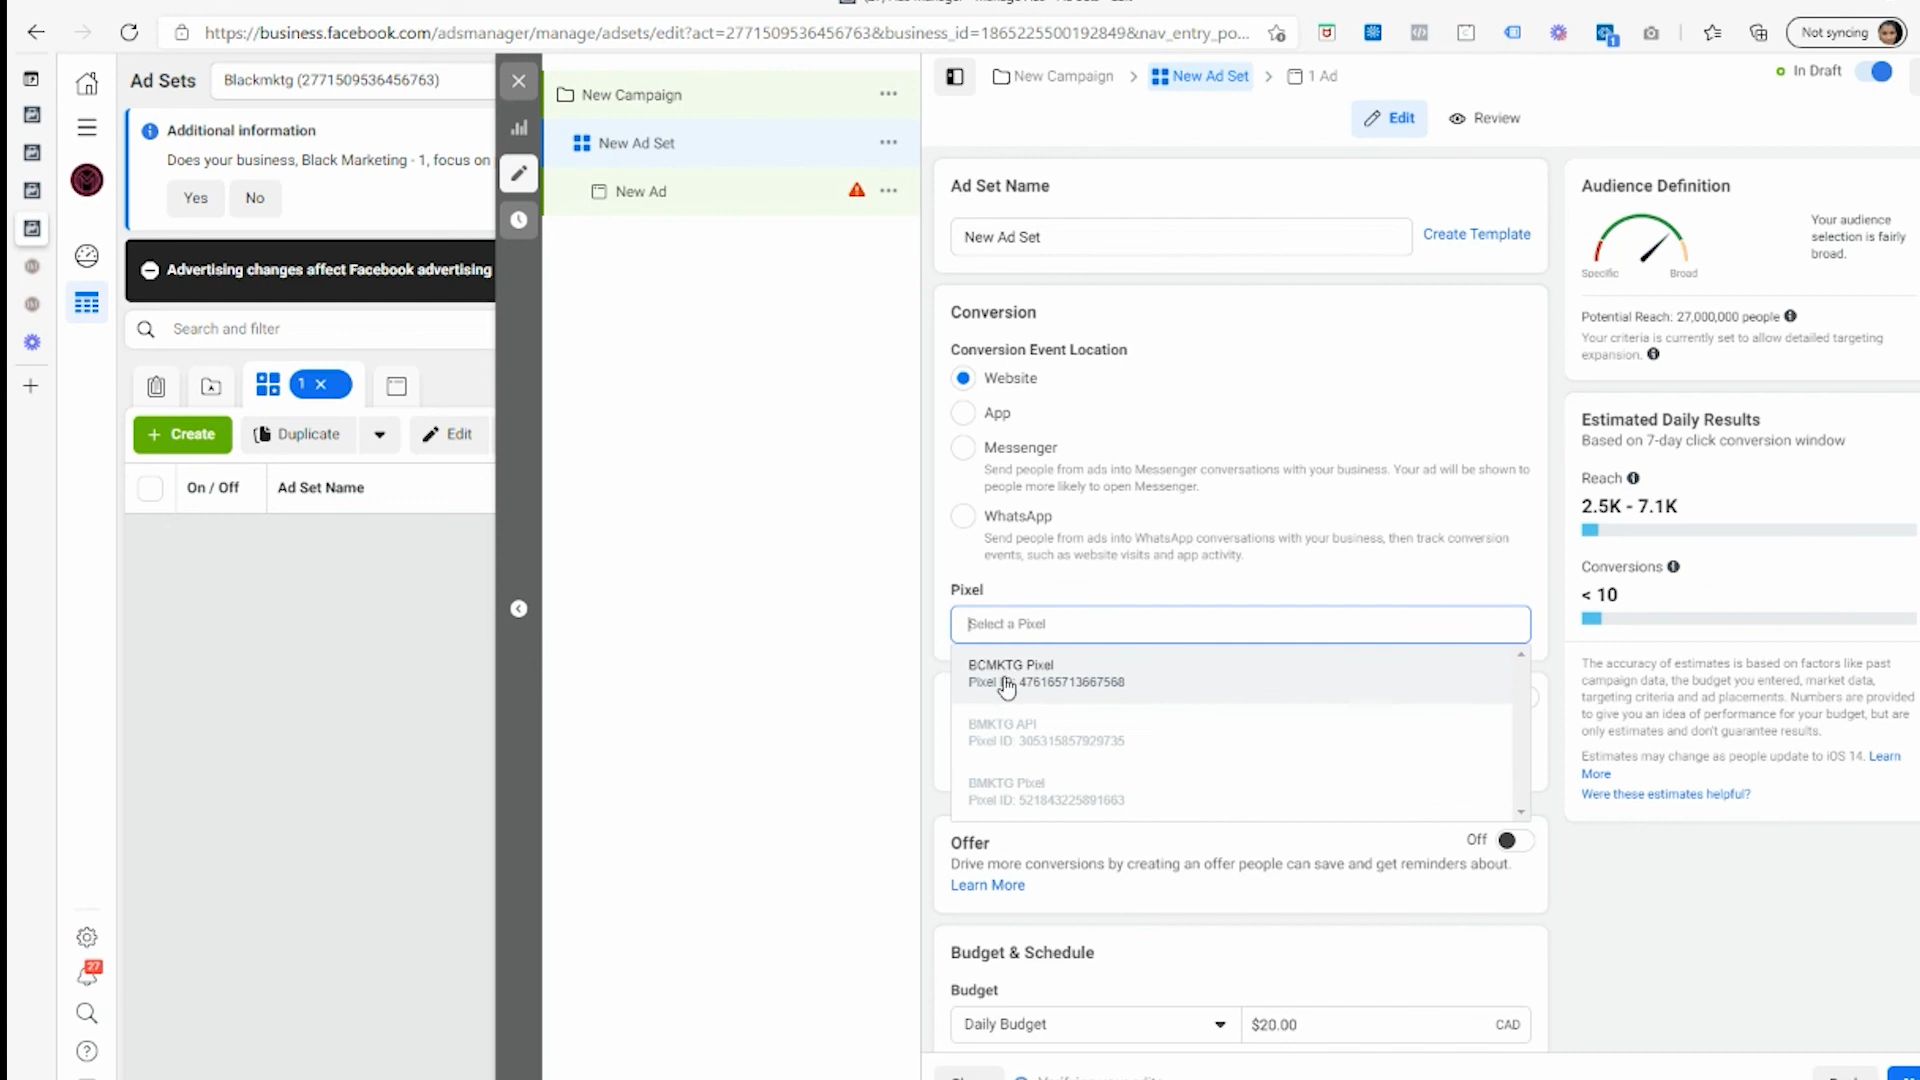 https://business.facebook.com/adsmanager/manage/adsets/edit?act=2771509536456763&business_id=1865225500192849&nav_entry_po...
Not syncing
1
Ad Sets
Blackmktg (2771509536456763)
Additional information
Does your business, Black Marketing - 1, focus on
Yes
No
Advertising changes affect Facebook advertising
Search and filter
1
Create
Duplicate
Edit
On / Off
Ad Set Name
27
New Campaign
New Ad Set
New Ad
New Campaign
New Ad Set
1 Ad
In Draft
Edit
Review
Ad Set Name
New Ad Set
Create Template
Conversion
Conversion Event Location
Website
App
Messenger
Send people from ads into Messenger conversations with your business. Your ad will be shown to
people more likely to open Messenger.
WhatsApp
Send people from ads into WhatsApp conversations with your business, then track conversion
events, such as website visits and app activity.
Pixel
Select a Pixel
BCMKTG Pixel
Pixel ID: 476165713667568
BMKTG API
Pixel ID: 305315857929735
BMKTG Pixel
Pixel ID: 521843225891663
Offer
Off
Drive more conversions by creating an offer people can save and get reminders about.
Learn More
Budget & Schedule
Budget
Daily Budget
$20.00
CAD
Audience Definition
Specific
Broad
Your audience
selection is fairly
broad.
Potential Reach: 27,000,000 people
Your criteria is currently set to allow detailed targeting
expansion.
Estimated Daily Results
Based on 7-day click conversion window
Reach
2.5K - 7.1K
Conversions
< 10
The accuracy of estimates is based on factors like past
campaign data, the budget you entered, market data,
targeting criteria and ad placements. Numbers are provided
to give you an idea of performance for your budget, but are
only estimates and don't guarantee results.
Estimates may change as people update to iOS 14. Learn
More
Were these estimates helpful?